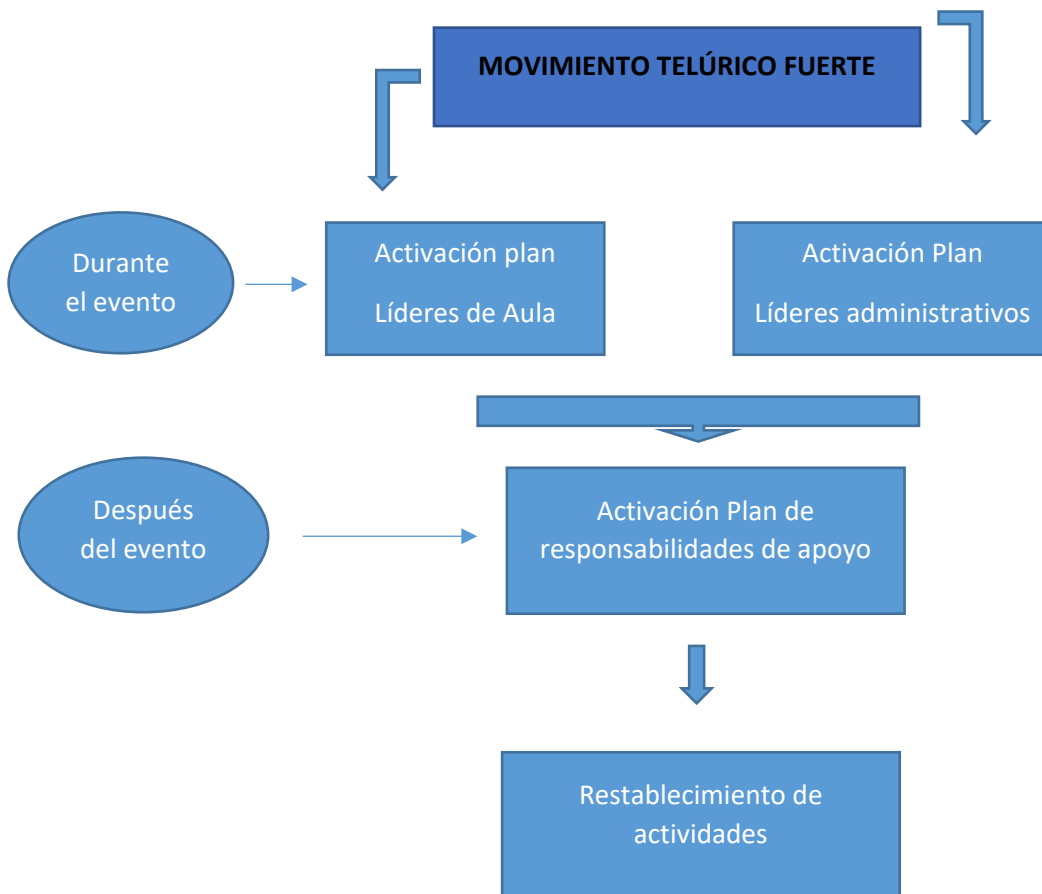 MOVIMIENTO TELÚRICO FUERTE
Durante
el evento
Activación plan
Líderes de Aula
Activación Plan
Líderes administrativos
Después
del evento
Activación Plan de
responsabilidades de apoyo
Restablecimiento de
actividades